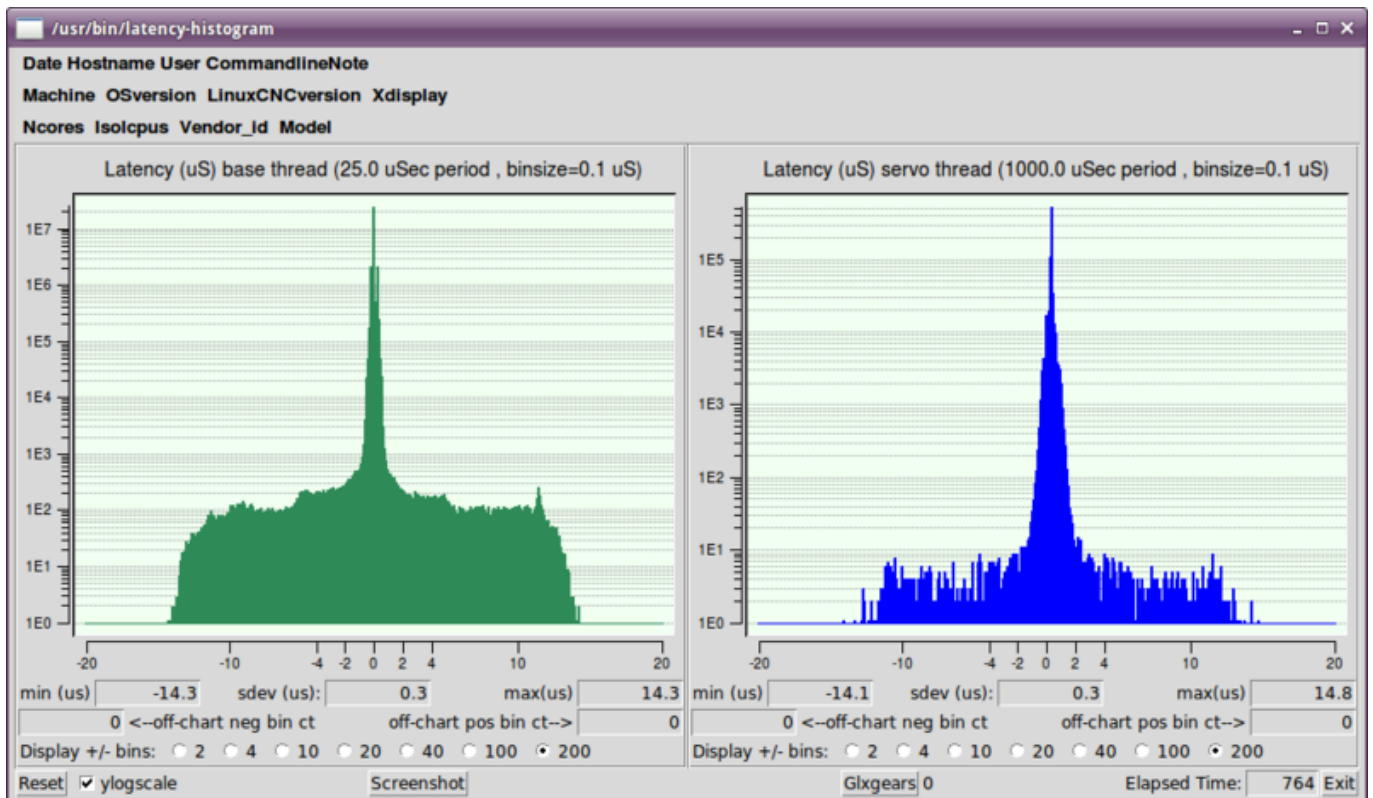 /usr/bin/latency-histogram
Date Hostname User CommandlineNote
Machine OSversion LinuxCNCversion Xdisplay
Ncores Isolcpus Vendor_id Model
Latency (uS) base thread (25.0 uSec period , binsize=0.1 uS)
1E7
1E6
1E5
1E4
1E3
1E2
1E1
1E0
-20 -10 -4 -2 0 2 4 10 20
min (us) -14.3 sdev (us): 0.3 max(us) 14.3
0 <--off-chart neg bin ct off-chart pos bin ct--> 0
Display +/- bins: 2 4 10 20 40 100 200
Latency (uS) servo thread (1000.0 uSec period , binsize=0.1 uS)
1E5
1E4
1E3
1E2
1E1
1E0
-20 -10 -4 -2 0 2 4 10 20
min (us) -14.1 sdev (us): 0.3 max(us) 14.8
0 <--off-chart neg bin ct off-chart pos bin ct--> 0
Display +/- bins: 2 4 10 20 40 100 200
Reset ylogscale Screenshot Glxgears 0 Elapsed Time: 764 Exit